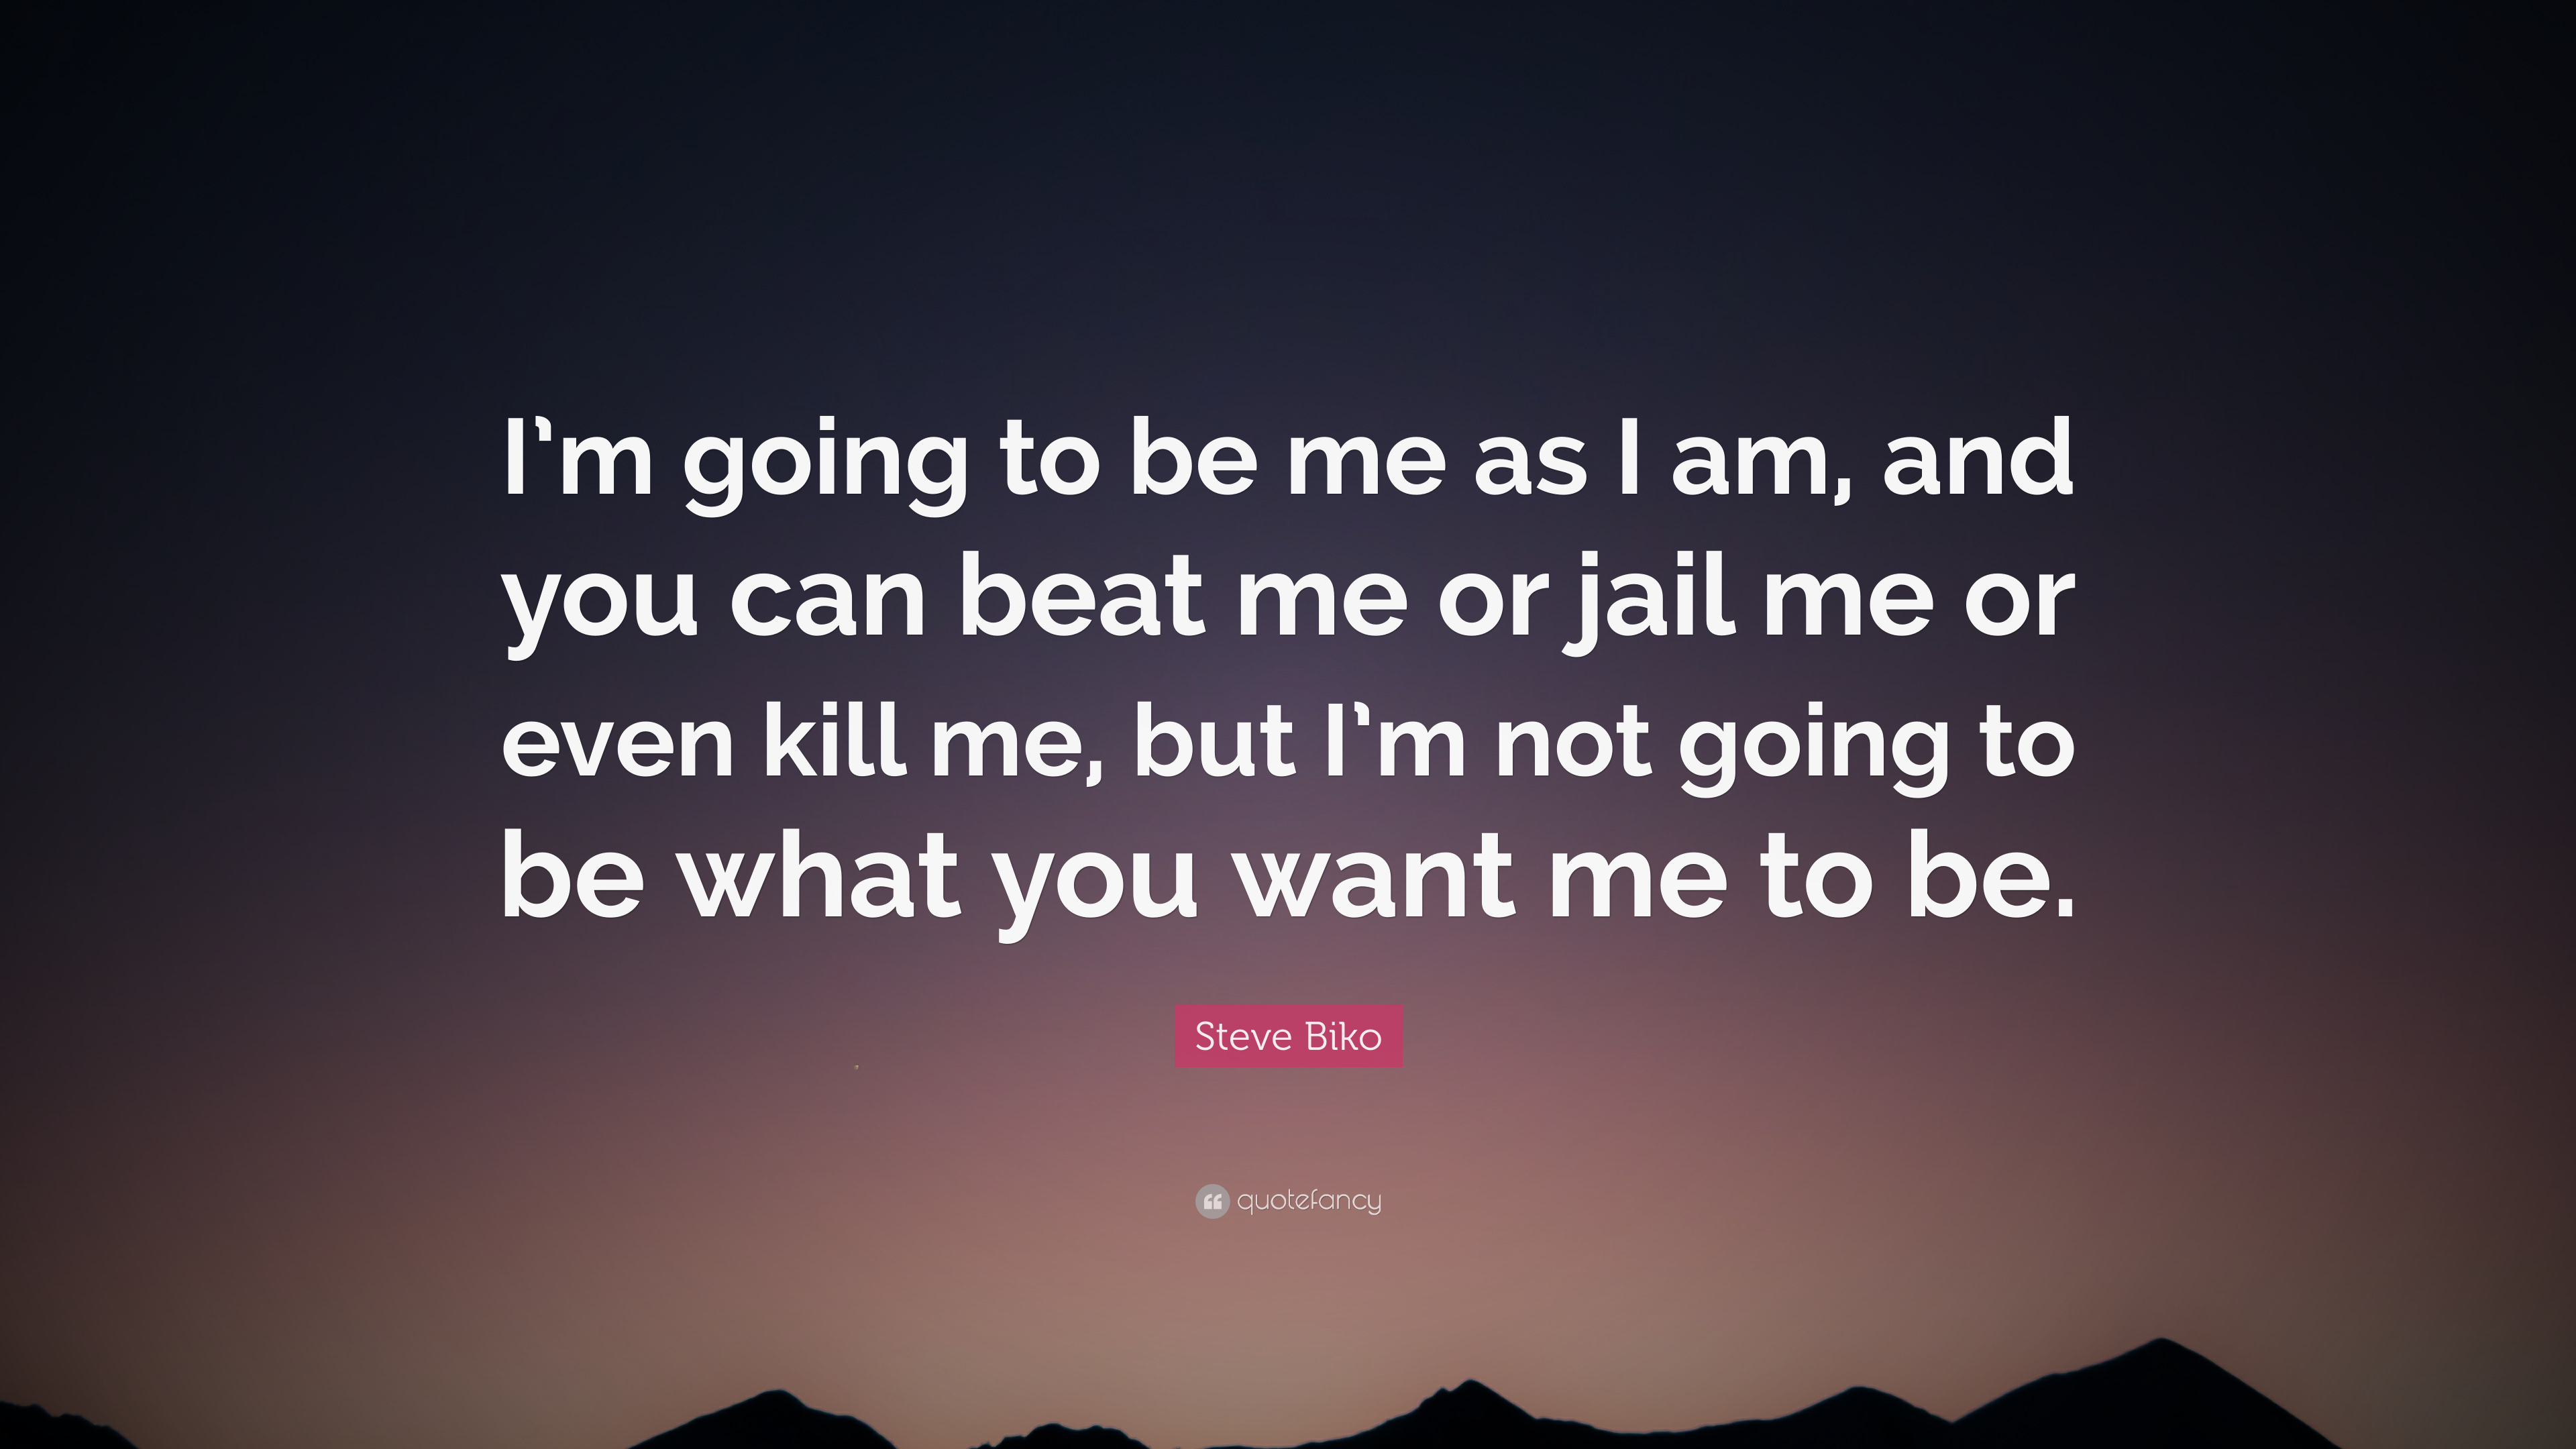 I’m going to be me as I am, and
you can beat me or jail me or
even kill me, but I’m not going to
be what you want me to be.
Steve Biko
quotefancy